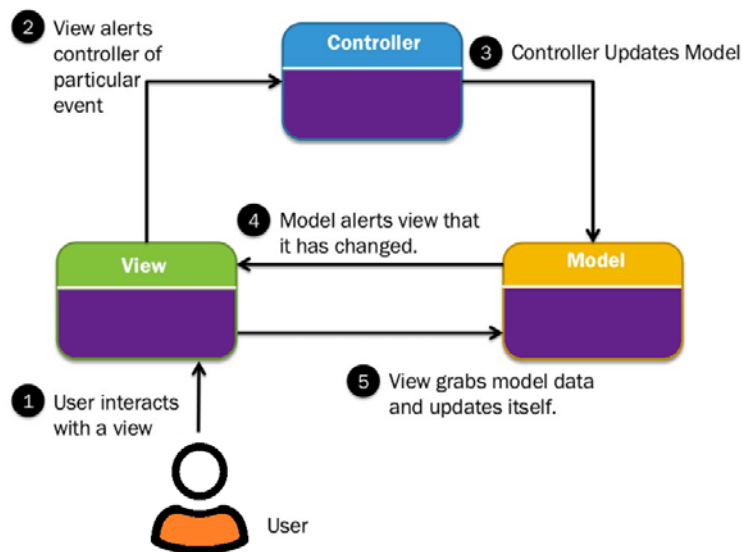 2 View alerts
controller of
particular
event
Controller
3 Controller Updates Model
4 Model alerts view that
it has changed.
View
Model
5 View grabs model data
and updates itself.
1 User interacts
with a view
User